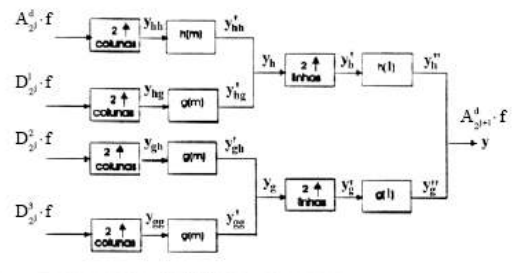 A^d_{2^j}·f
2 ↑ colunas
y_hh
h(m)
y'_hh
D^1_{2^j}·f
2 ↑ colunas
y_hg
g(m)
y'_hg
y_h
2 ↑ linhas
y'_h
h(l)
y''_h
D^2_{2^j}·f
2 ↑ colunas
y_gh
g(m)
y'_gh
D^3_{2^j}·f
2 ↑ colunas
y_gg
g(m)
y'_gg
y_g
2 ↑ linhas
y'_g
g(l)
y''_g
A^d_{2^{j+1}}·f
y